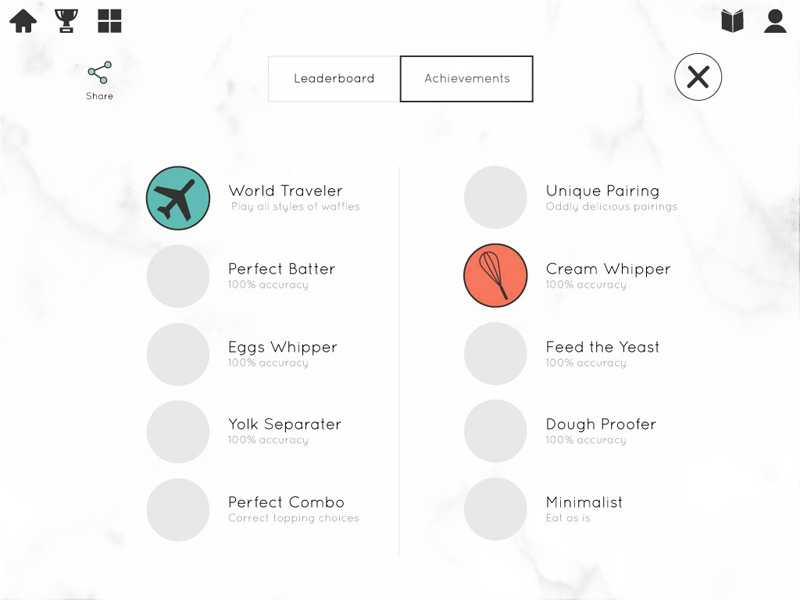 Share
Leaderboard
Achievements
World Traveler
Play all styles of waffles
Perfect Batter
100% accuracy
Eggs Whipper
100% accuracy
Yolk Separater
100% accuracy
Perfect Combo
Correct topping choices
Unique Pairing
Oddly delicious pairings
Cream Whipper
100% accuracy
Feed the Yeast
100% accuracy
Dough Proofer
100% accuracy
Minimalist
Eat as is